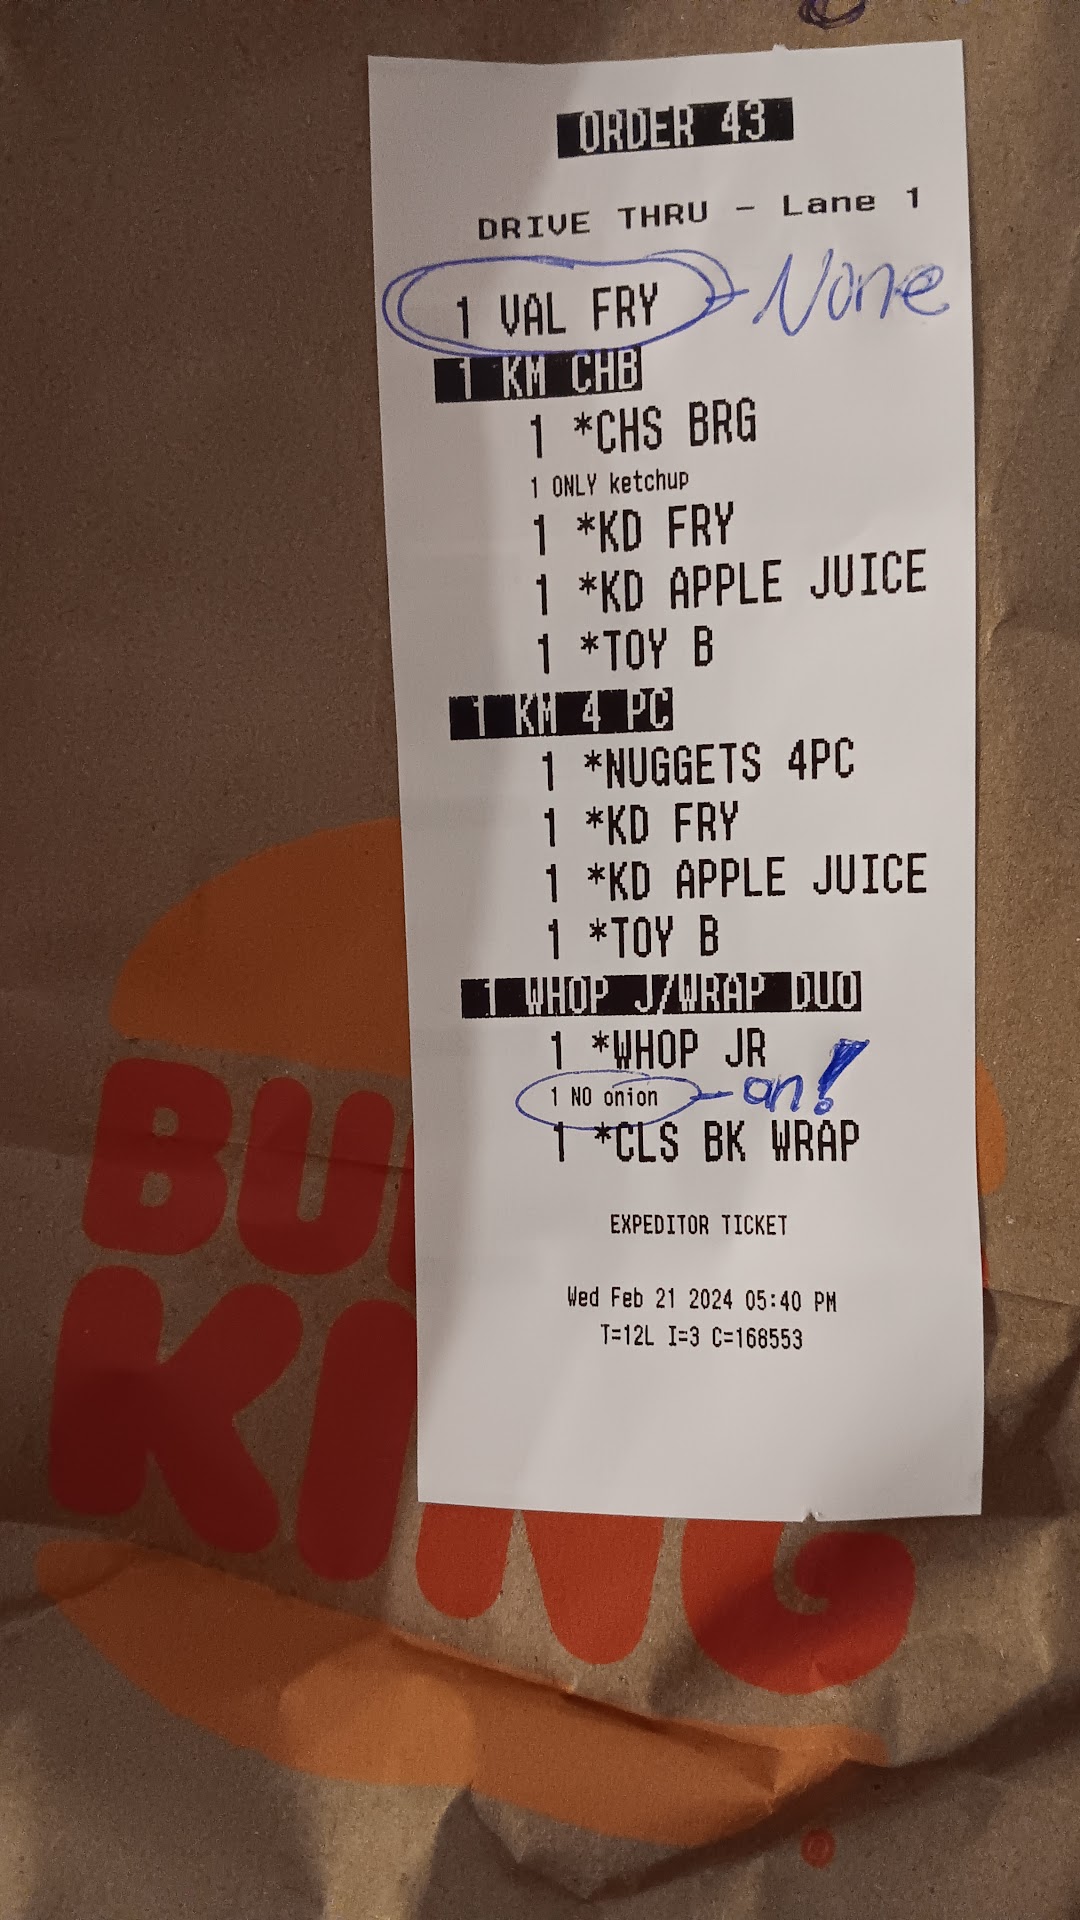 ORDER 43
DRIVE THRU - Lane 1
1 VAL FRY - None
1 KM CHB
1 *CHS BRG
1 ONLY ketchup
1 *KD FRY
1 *KD APPLE JUICE
1 *TOY B
1 KM 4 PC
1 *NUGGETS 4PC
1 *KD FRY
1 *KD APPLE JUICE
1 *TOY B
1 WHOP J/WRAP DUO
1 *WHOP JR
1 NO onion - on!
1 *CLS BK WRAP
EXPEDITOR TICKET
Wed Feb 21 2024 05:40 PM
T=12L I=3 C=168553
BU
KING
®